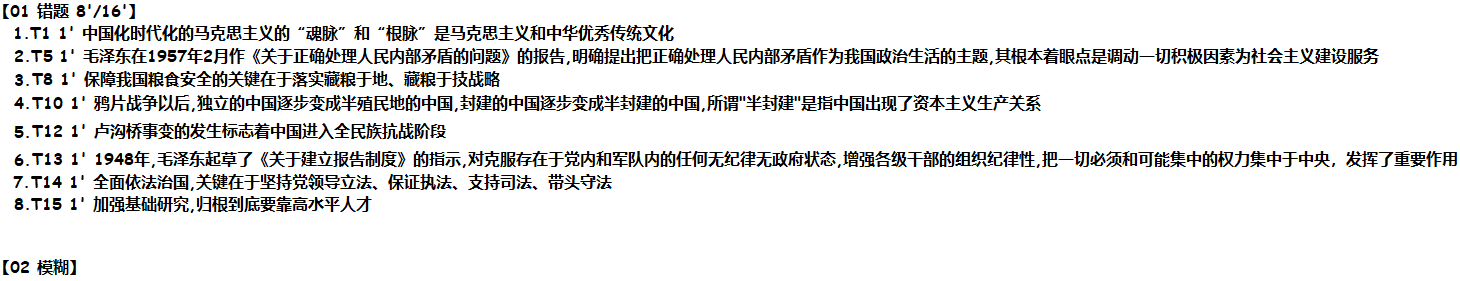 【01 错题 8'/16'】
1.T1 1' 中国化时代化的马克思主义的“魂脉”和“根脉”是马克思主义和中华优秀传统文化
2.T5 1' 毛泽东在1957年2月作《关于正确处理人民内部矛盾的问题》的报告,明确提出把正确处理人民内部矛盾作为我国政治生活的主题,其根本着眼点是调动一切积极因素为社会主义建设服务
3.T8 1' 保障我国粮食安全的关键在于落实藏粮于地、藏粮于技战略
4.T10 1' 鸦片战争以后,独立的中国逐步变成半殖民地的中国,封建的中国逐步变成半封建的中国,所谓"半封建"是指中国出现了资本主义生产关系
5.T12 1' 卢沟桥事变的发生标志着中国进入全民族抗战阶段
6.T13 1' 1948年,毛泽东起草了《关于建立报告制度》的指示,对克服存在于党内和军队内的任何无纪律无政府状态,增强各级干部的组织纪律性,把一切必须和可能集中的权力集中于中央，发挥了重要作用
7.T14 1' 全面依法治国,关键在于坚持党领导立法、保证执法、支持司法、带头守法
8.T15 1' 加强基础研究,归根到底要靠高水平人才
【02 模糊】